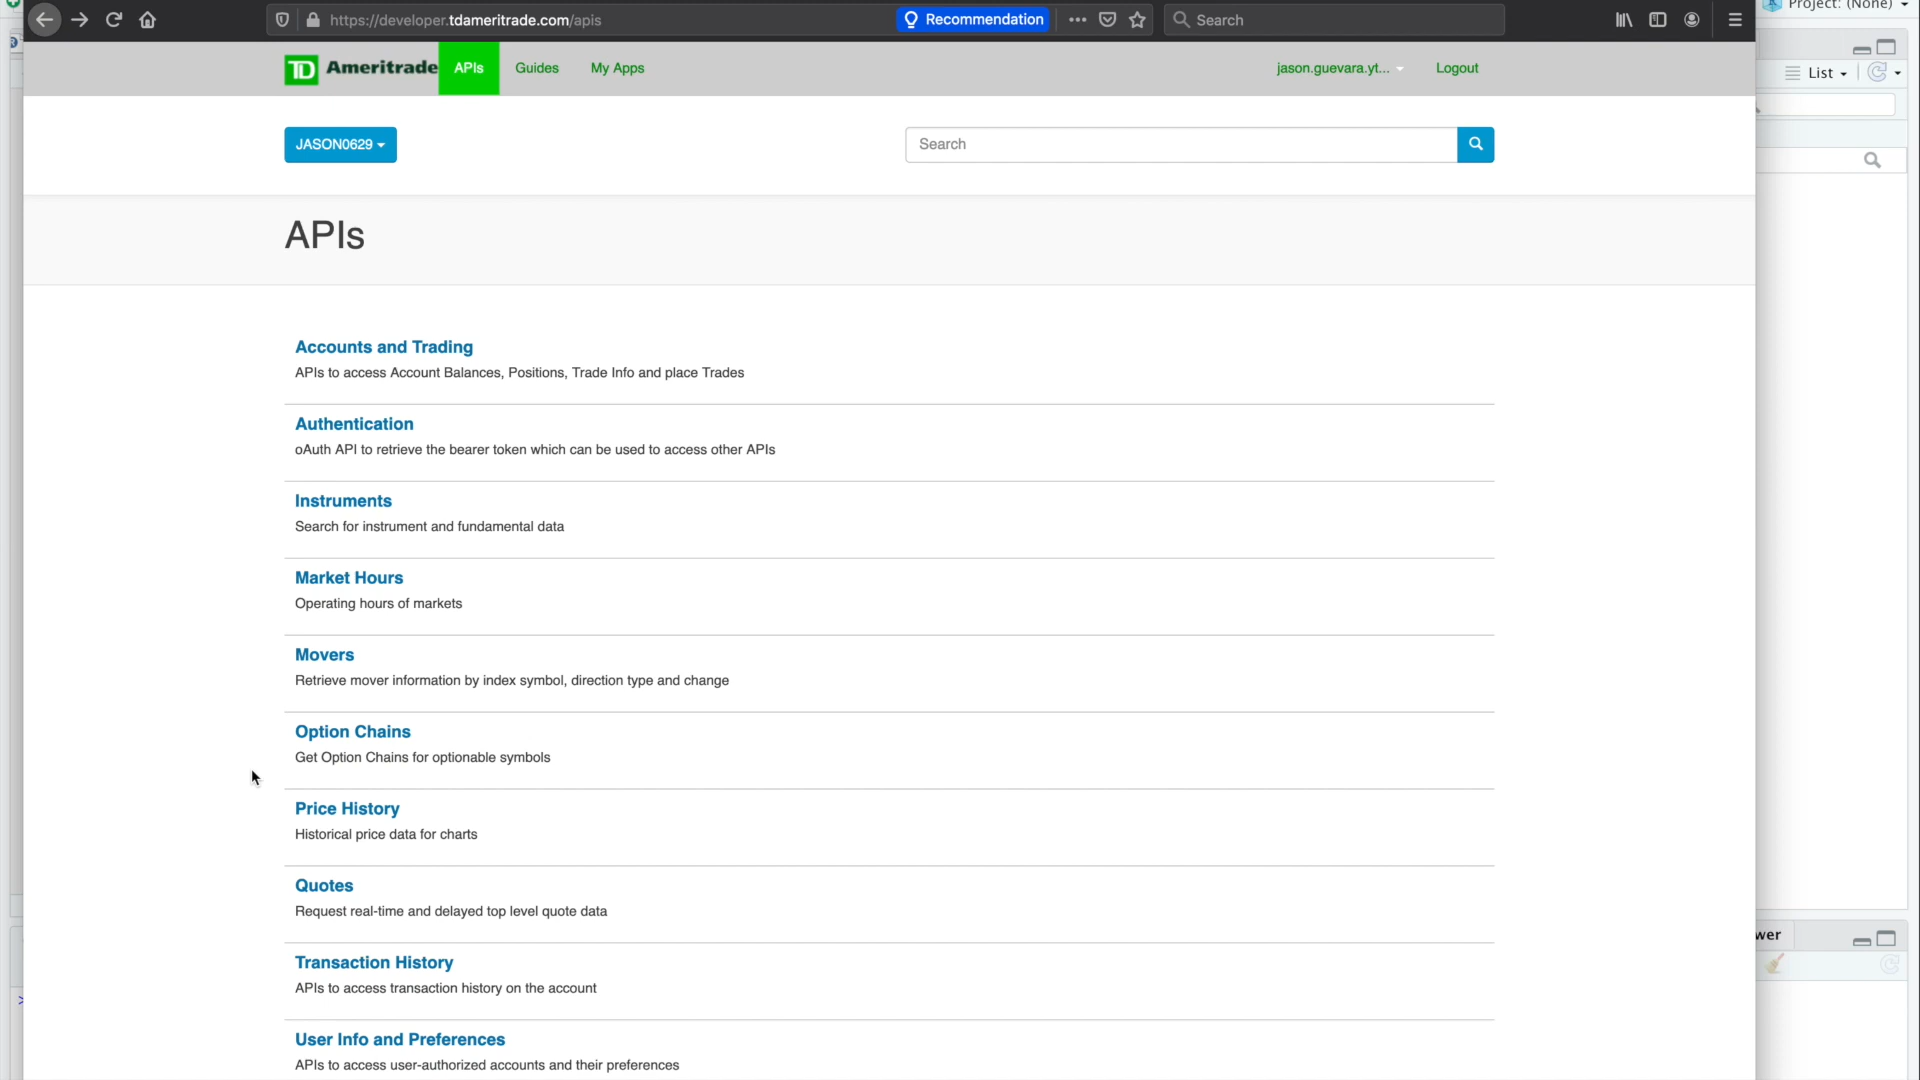 https://developer.tdameritrade.com/apis
Recommendation
Search
Project: (None)
TD Ameritrade
APIs
Guides
My Apps
jason.guevara.yt...
Logout
List
JASON0629
Search
APIs
Accounts and Trading
APIs to access Account Balances, Positions, Trade Info and place Trades
Authentication
oAuth API to retrieve the bearer token which can be used to access other APIs
Instruments
Search for instrument and fundamental data
Market Hours
Operating hours of markets
Movers
Retrieve mover information by index symbol, direction type and change
Option Chains
Get Option Chains for optionable symbols
Price History
Historical price data for charts
Quotes
Request real-time and delayed top level quote data
wer
Transaction History
APIs to access transaction history on the account
User Info and Preferences
APIs to access user-authorized accounts and their preferences